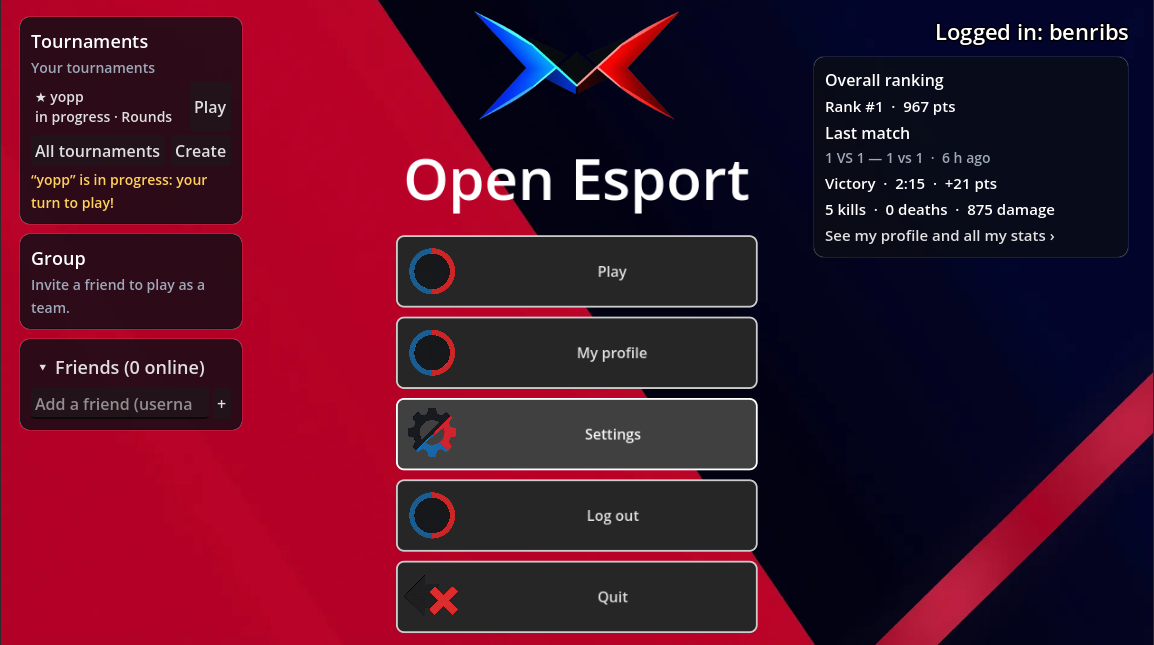 Tournaments
Your tournaments
★ yopp
in progress · Rounds
Play
All tournaments
Create
“yopp” is in progress: your
turn to play!
Group
Invite a friend to play as a
team.
▾ Friends (0 online)
Add a friend (userna
+
Open Esport
Play
My profile
Settings
Log out
Quit
Logged in: benribs
Overall ranking
Rank #1 · 967 pts
Last match
1 VS 1 — 1 vs 1 · 6 h ago
Victory · 2:15 · +21 pts
5 kills · 0 deaths · 875 damage
See my profile and all my stats ›